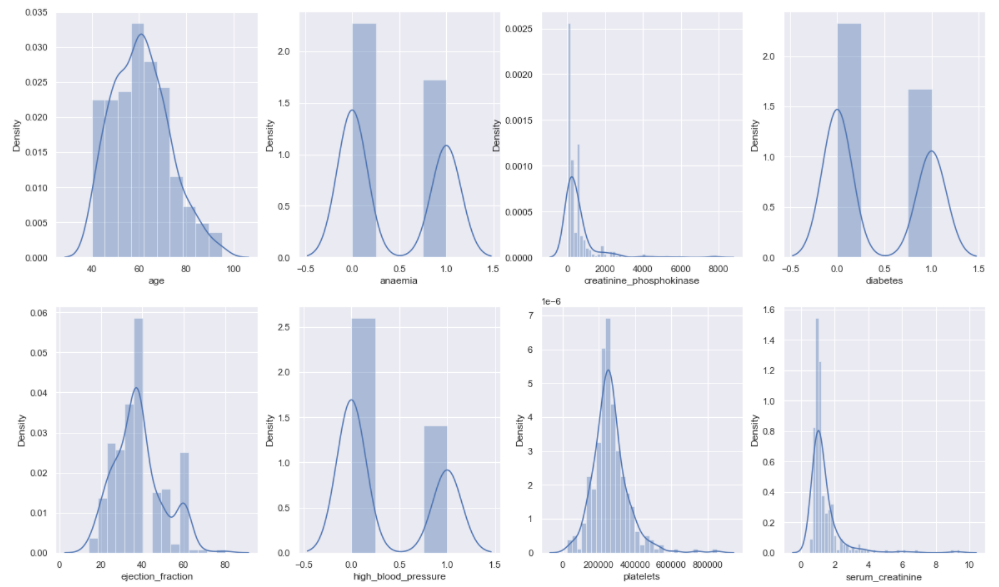 0.035
0.030
0.025
0.020
0.015
0.010
0.005
0.000
Density
40 60 80 100
age
2.0
1.5
1.0
0.5
0.0
Density
−0.5 0.0 0.5 1.0 1.5
anaemia
0.0025
0.0020
0.0015
0.0010
0.0005
0.0000
Density
0 2000 4000 6000 8000
creatinine_phosphokinase
2.0
1.5
1.0
0.5
0.0
Density
−0.5 0.0 0.5 1.0 1.5
diabetes
0.06
0.05
0.04
0.03
0.02
0.01
0.00
Density
0 20 40 60 80
ejection_fraction
2.5
2.0
1.5
1.0
0.5
0.0
Density
−0.5 0.0 0.5 1.0 1.5
high_blood_pressure
1e−6
7
6
5
4
3
2
1
0
Density
0 200000 400000 600000 800000
platelets
1.6
1.4
1.2
1.0
0.8
0.6
0.4
0.2
0.0
Density
0 2 4 6 8 10
serum_creatinine